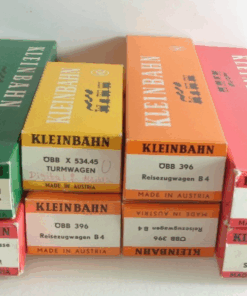 KLEINBAHN
KLEINBAHN
KLEINBAHN
KLEINBAHN
ÖBB X 534.45
TURMWAGEN
MADE IN AUSTRIA
KLEINBAHN
ÖBB 396
Reisezugwagen B 4
MADE IN AUSTRIA
KLEINBAHN
ÖBB 396
Reisezugwagen B 4
MADE IN AUSTRIA
ÖBB 396
Reisezugwagen B 4
KLEINBAHN